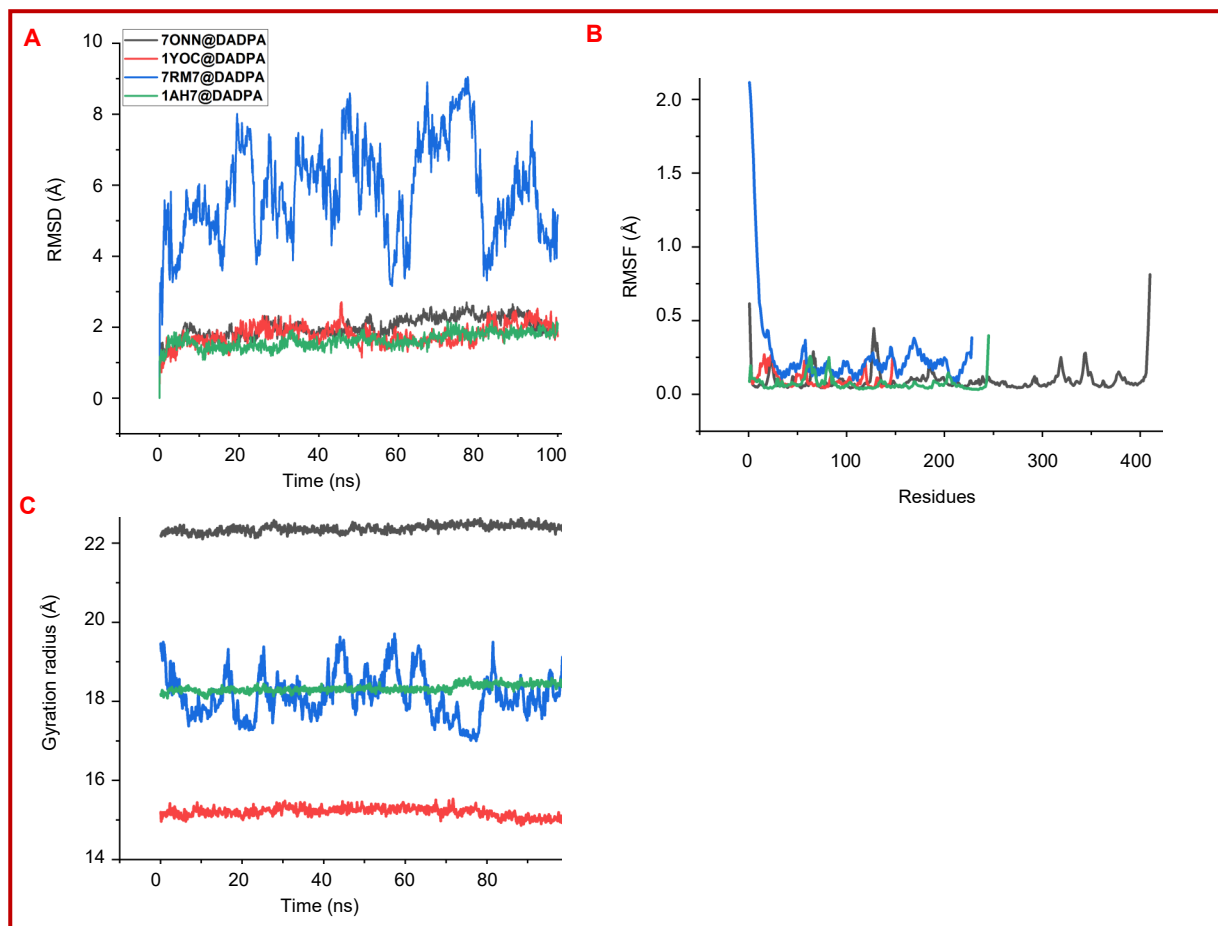 A
10
8
6
4
2
0
RMSD (Å)
7ONN@DADPA
1YOC@DADPA
7RM7@DADPA
1AH7@DADPA
0 20 40 60 80 100
Time (ns)
B
2.0
1.5
1.0
0.5
0.0
RMSF (Å)
0 100 200 300 400
Residues
C
22
20
18
16
14
Gyration radius (Å)
0 20 40 60 80
Time (ns)